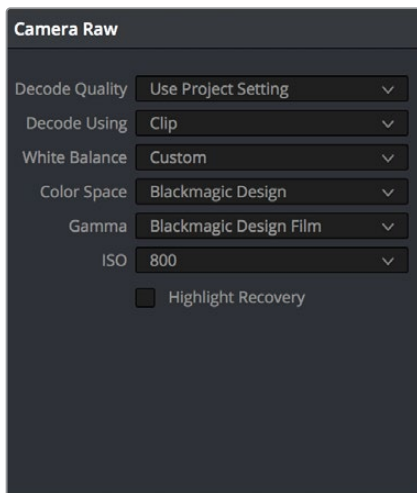 Camera Raw
Decode Quality Use Project Setting
Decode Using Clip
White Balance Custom
Color Space Blackmagic Design
Gamma Blackmagic Design Film
ISO 800
Highlight Recovery